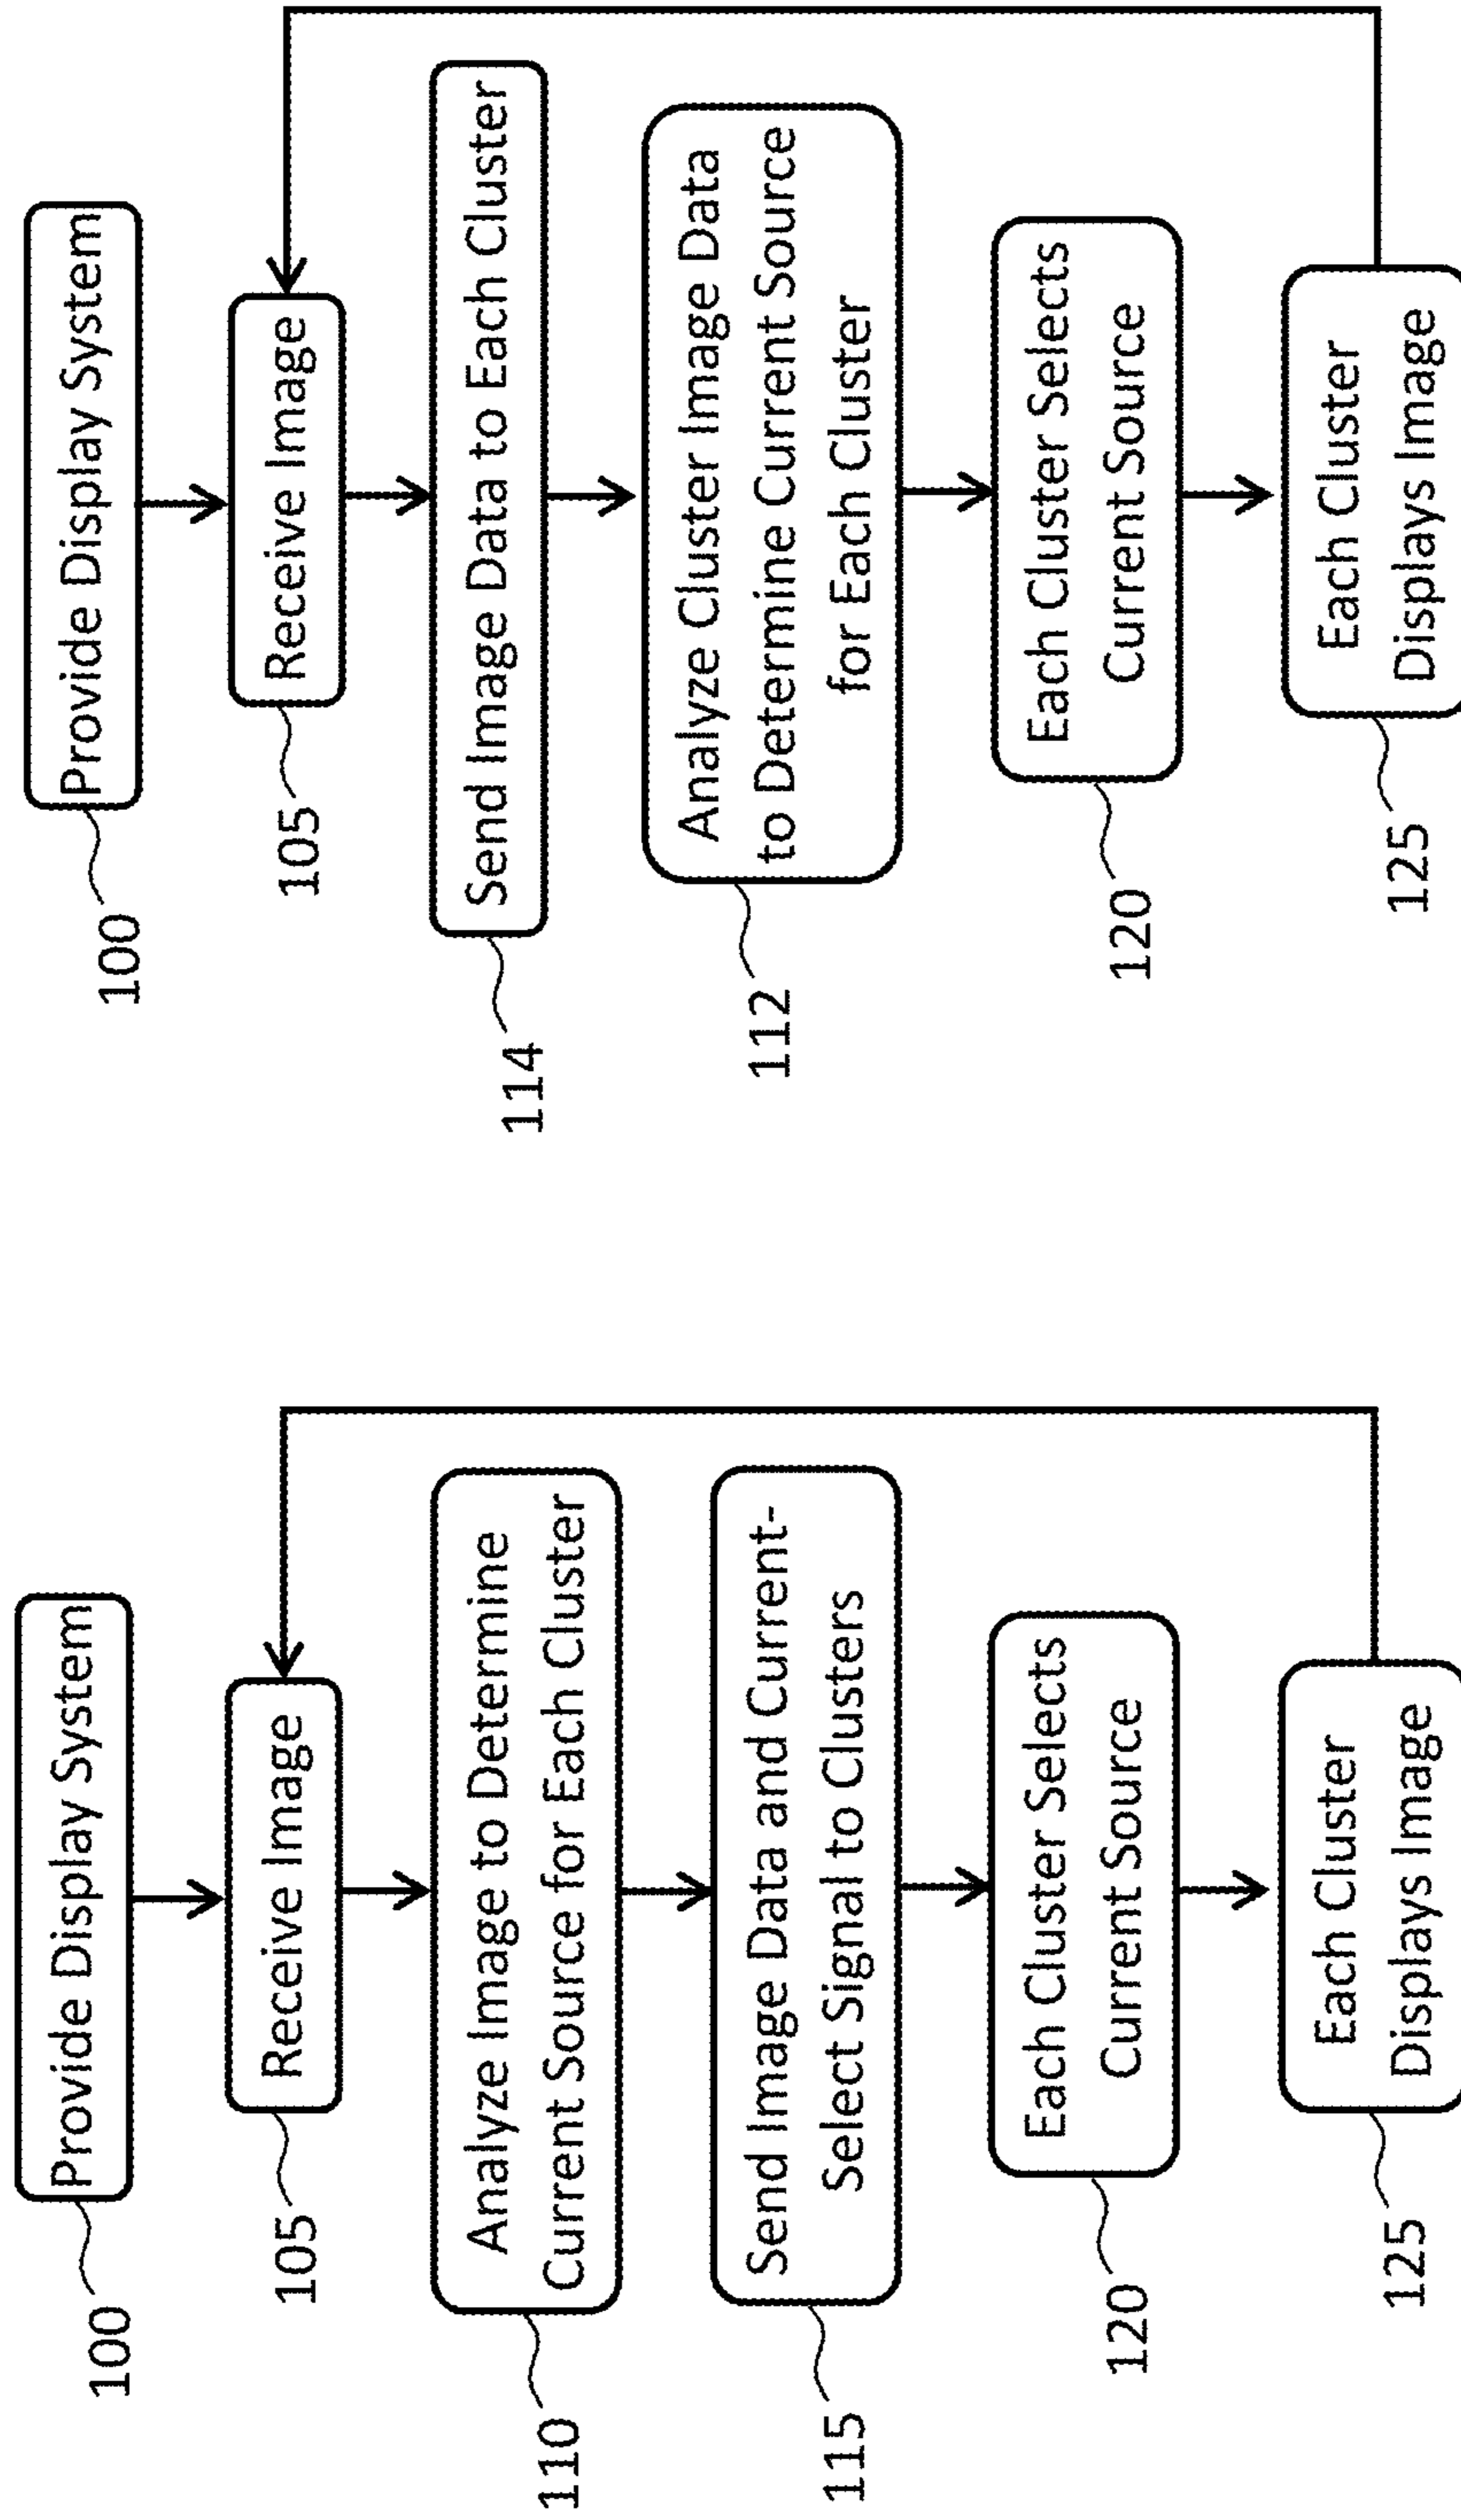 Provide Display System
100
Receive Image
105
Analyze Image to Determine
Current Source for Each Cluster
110
Send Image Data and Current-
Select Signal to Clusters
115
Each Cluster Selects
Current Source
120
Each Cluster
Displays Image
125
Provide Display System
100
Receive Image
105
Send Image Data to Each Cluster
114
Analyze Cluster Image Data
to Determine Current Source
for Each Cluster
112
Each Cluster Selects
Current Source
120
Each Cluster
Displays Image
125